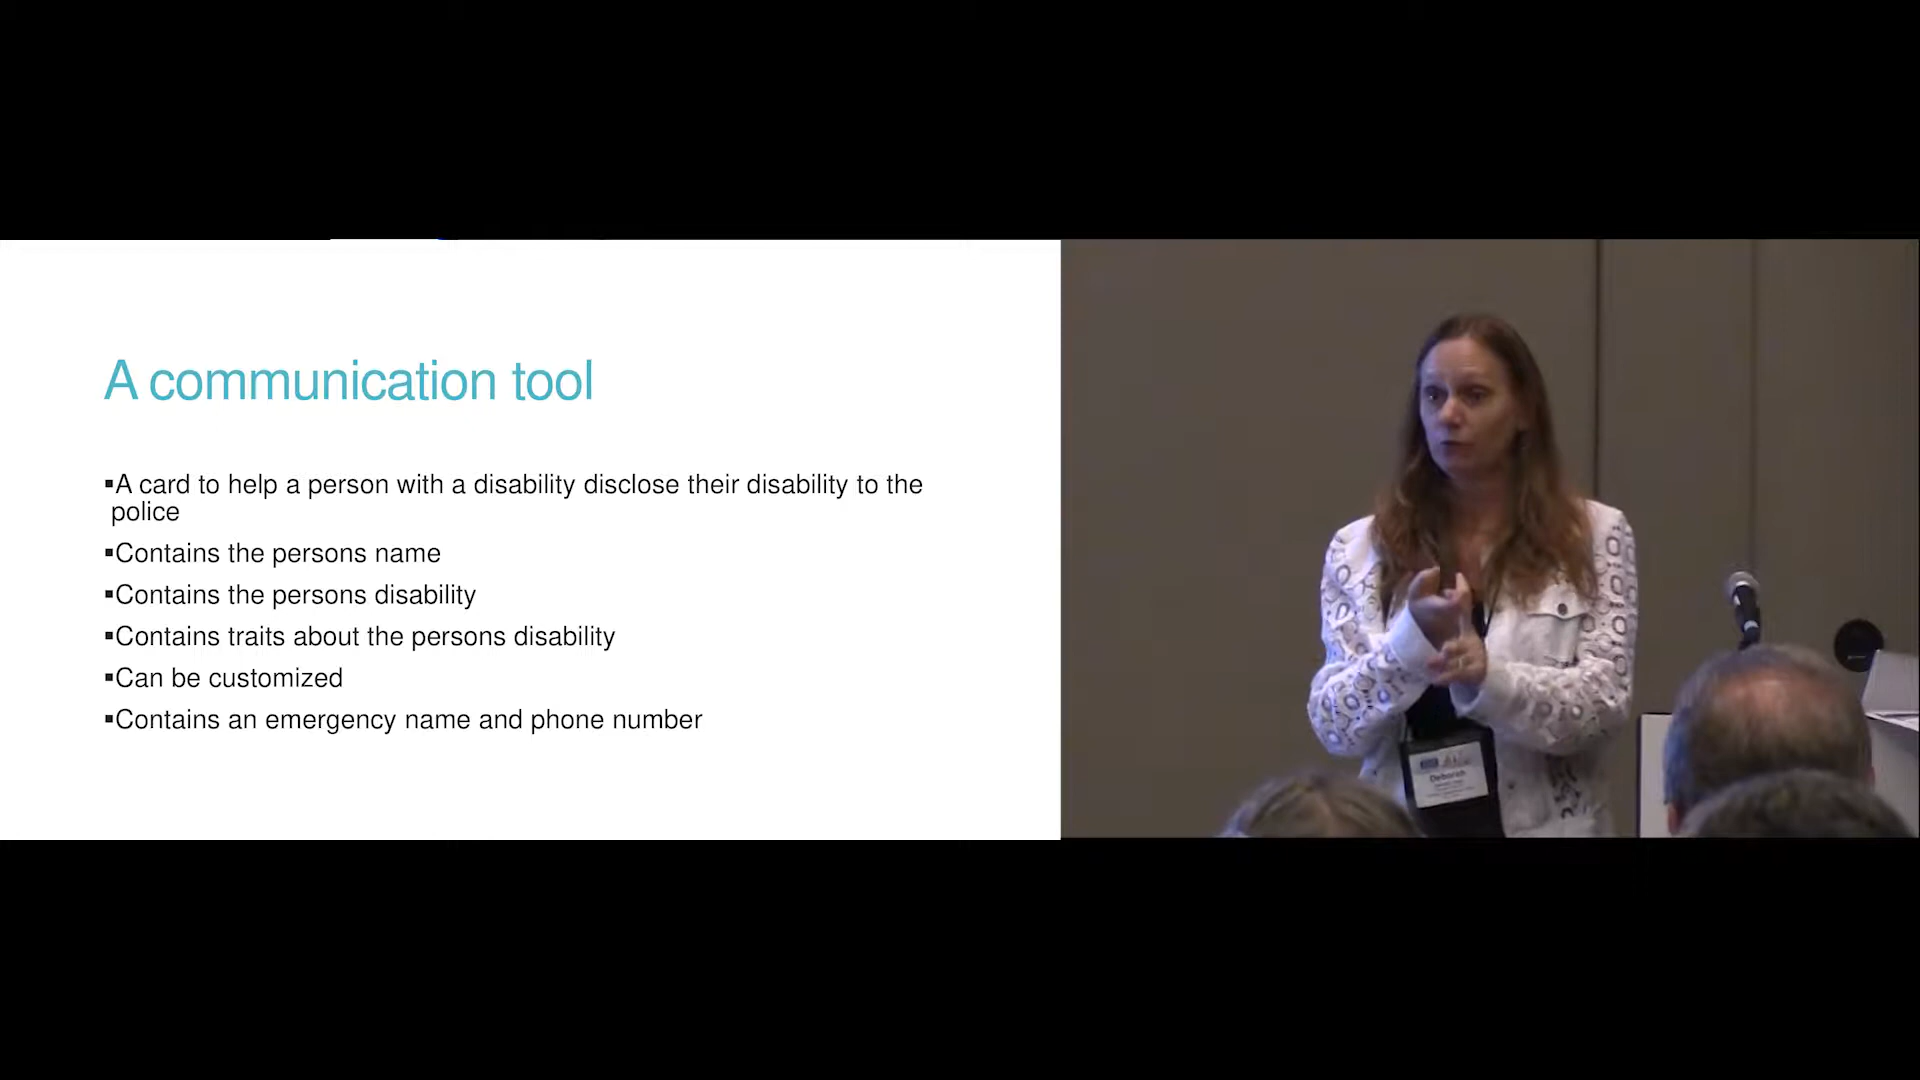 A communication tool
▪A card to help a person with a disability disclose their disability to the
police
▪Contains the persons name
▪Contains the persons disability
▪Contains traits about the persons disability
▪Can be customized
▪Contains an emergency name and phone number
Deborah